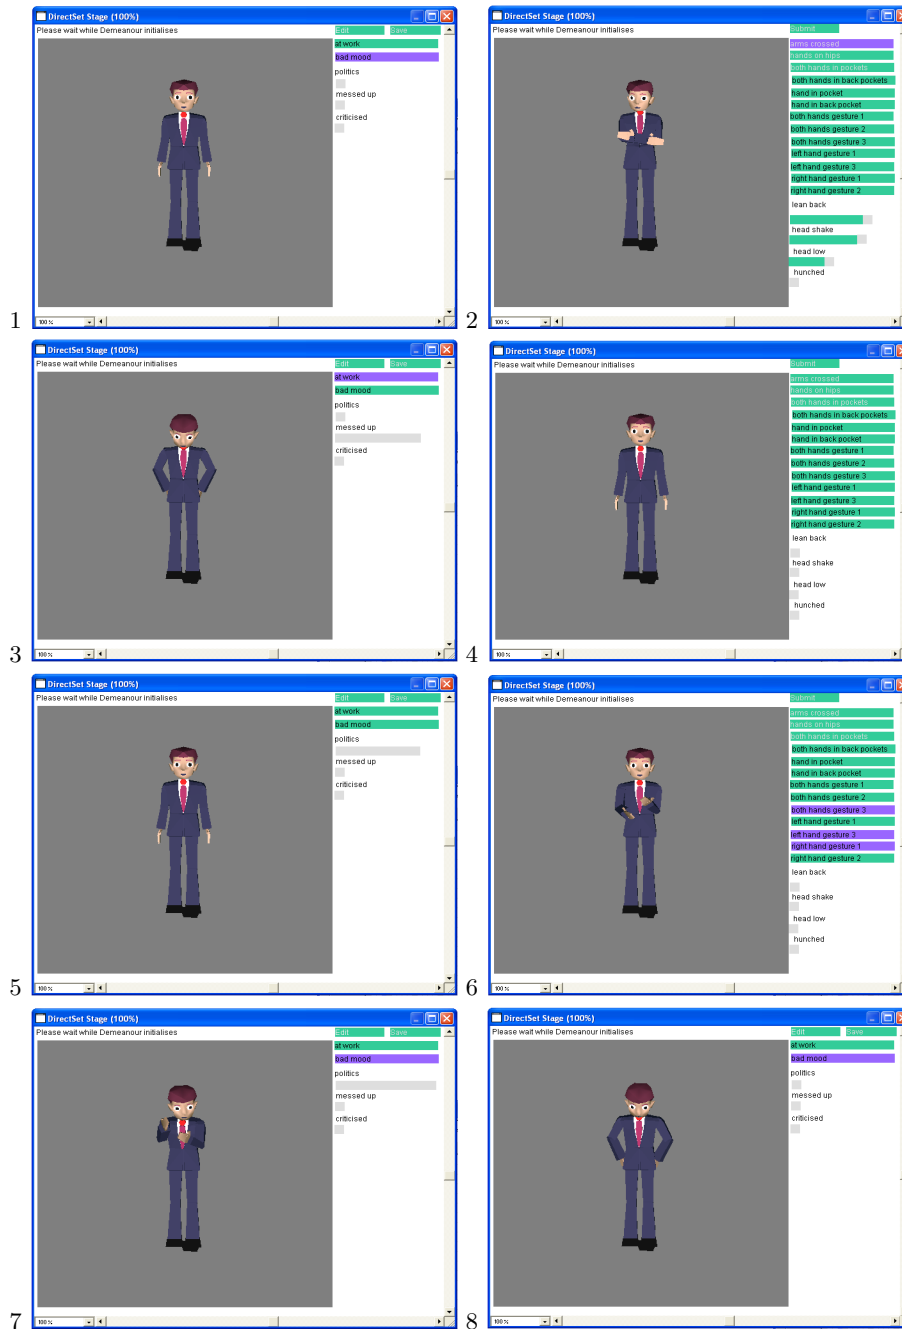 DirectSet Stage (100%)
Please wait while Demeanour initialises
Edit Save
at work
bad mood
politics
messed up
criticised
100 %
1
DirectSet Stage (100%)
Submit
arms crossed
hands on hips
both hands in pockets
both hands in back pockets
hand in pocket
hand in back pocket
both hands gesture 1
both hands gesture 2
both hands gesture 3
left hand gesture 1
left hand gesture 3
right hand gesture 1
right hand gesture 2
lean back
head shake
head low
hunched
100 %
2
DirectSet Stage (100%)
Please wait while Demeanour initialises
Edit Save
at work
bad mood
politics
messed up
criticised
100 %
3
DirectSet Stage (100%)
Submit
arms crossed
hands on hips
both hands in pockets
both hands in back pockets
hand in pocket
hand in back pocket
both hands gesture 1
both hands gesture 2
both hands gesture 3
left hand gesture 1
left hand gesture 3
right hand gesture 1
right hand gesture 2
lean back
head shake
head low
hunched
100 %
4
DirectSet Stage (100%)
Please wait while Demeanour initialises
Edit Save
at work
bad mood
politics
messed up
criticised
100 %
5
DirectSet Stage (100%)
Please wait while Demeanour initialises
Submit
arms crossed
hands on hips
both hands in pockets
both hands in back pockets
hand in pocket
hand in back pocket
both hands gesture 1
both hands gesture 2
both hands gesture 3
left hand gesture 1
left hand gesture 3
right hand gesture 1
right hand gesture 2
lean back
head shake
head low
hunched
100 %
6
DirectSet Stage (100%)
Please wait while Demeanour initialises
Edit Save
at work
bad mood
politics
messed up
criticised
100 %
7
DirectSet Stage (100%)
Please wait while Demeanour initialises
Edit Save
at work
bad mood
politics
messed up
criticised
100 %
8